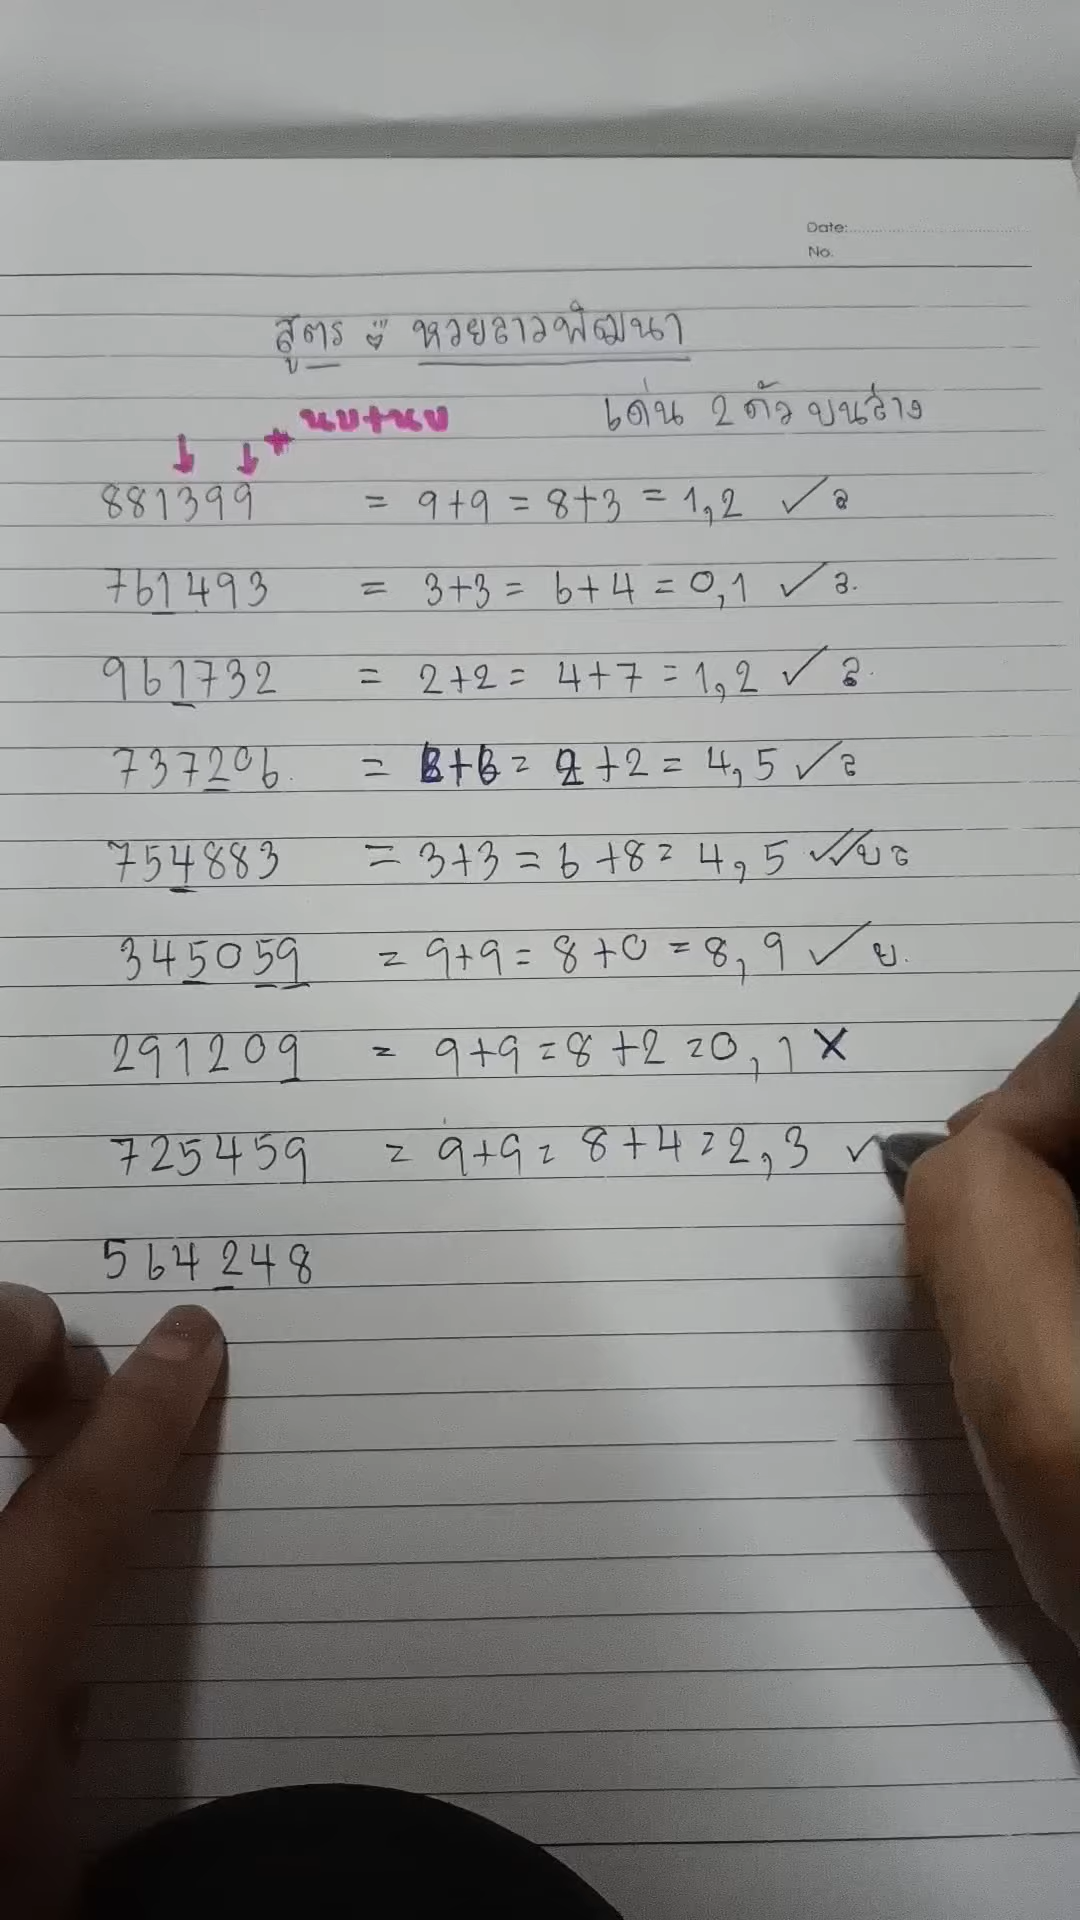 Date:
No.
สูตร หวยลาวพัฒนา
นบ+นบ เด่น 2 ตัว บนล่าง
881399 = 9+9 = 8+3 = 1,2 ✓ ล
761493 = 3+3 = 6+4 = 0,1 ✓ ล.
961732 = 2+2 = 4+7 = 1,2 ✓ ล.
737206. = 6+6 = 2+2 = 4,5 ✓ ล
754883 = 3+3 = 6+8 = 4,5 ✓✓ บล
345059 = 9+9 = 8+0 = 8,9 ✓ บ.
291209 = 9+9 = 8+2 = 0,1 X
725459 = 9+9 = 8+4 = 2,3 ✓
564248